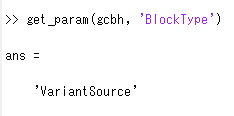 >> get_param(gcbh, 'BlockType')
ans =
'VariantSource'